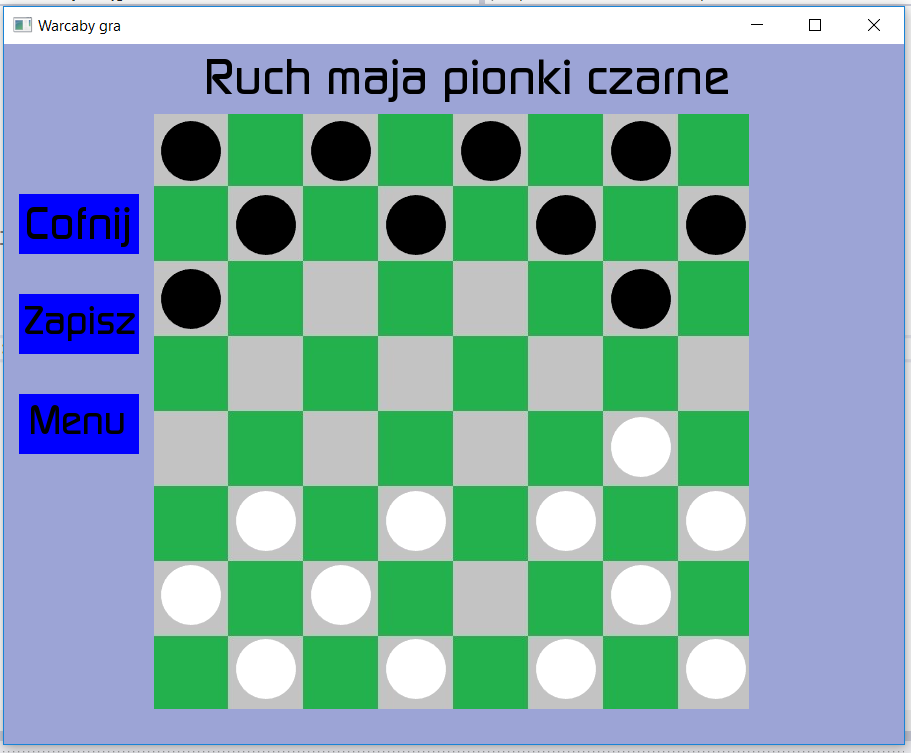 Warcaby gra
Ruch maja pionki czarne
Cofnij
Zapisz
Menu